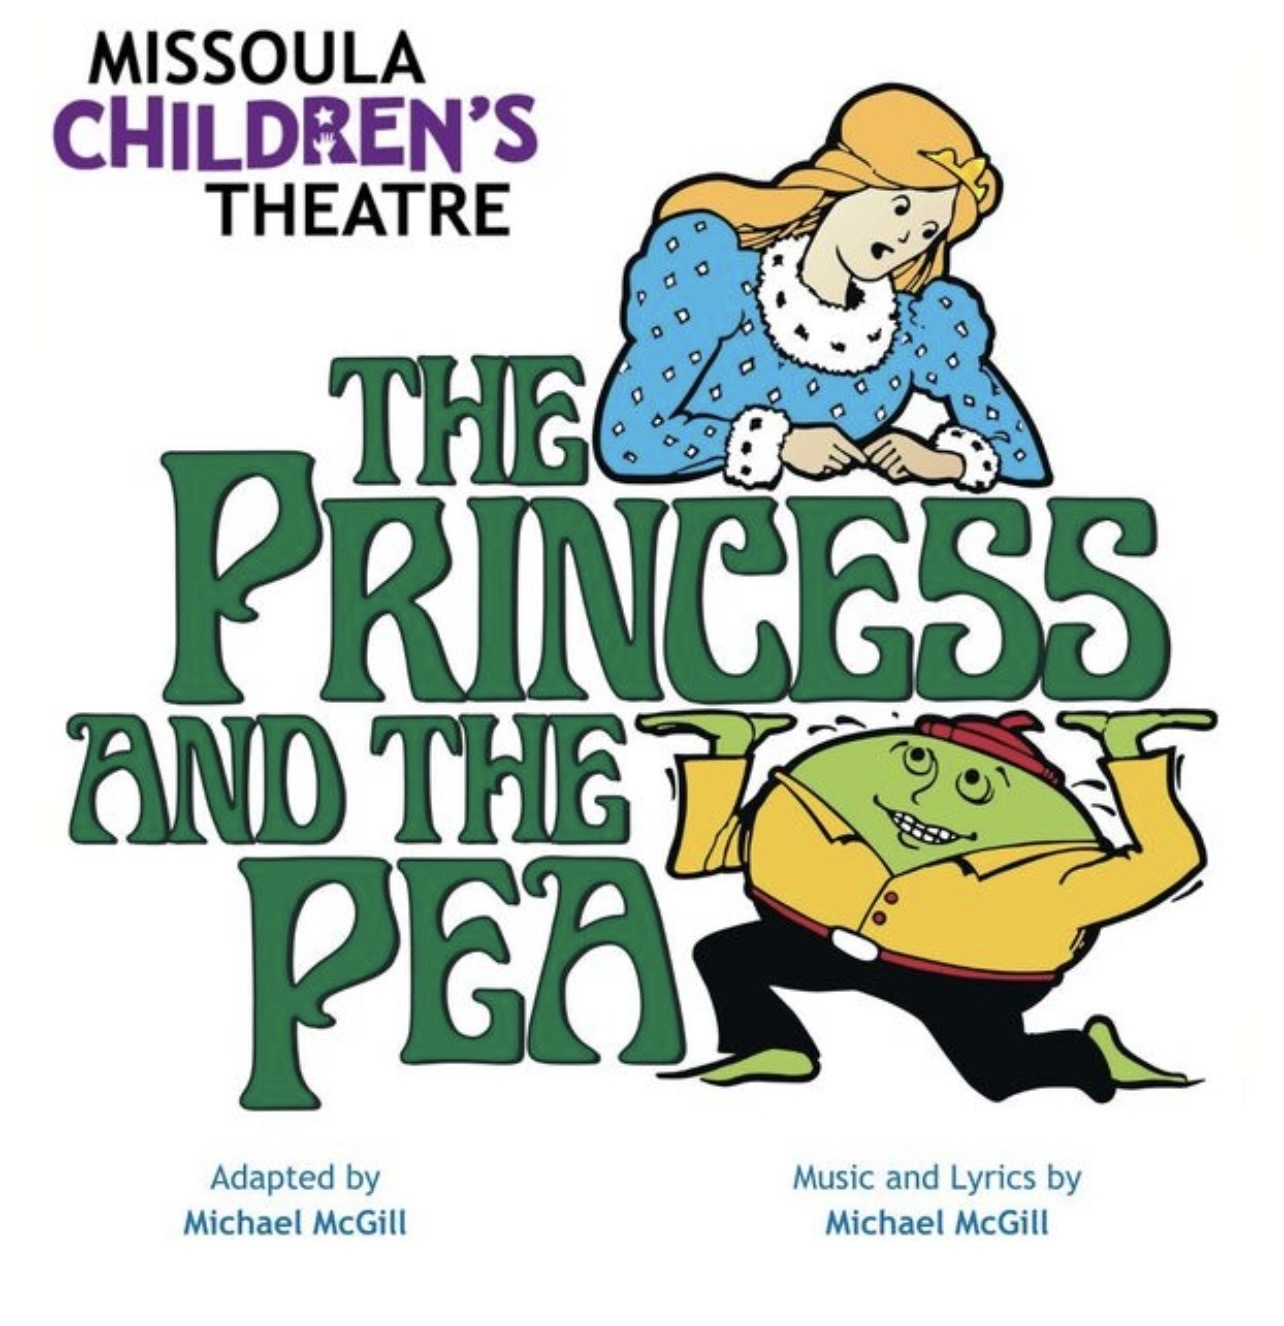 MISSOULA
CHILDREN'S
THEATRE
THE
PRINCESS
AND THE
PEA
Adapted by
Michael McGill
Music and Lyrics by
Michael McGill